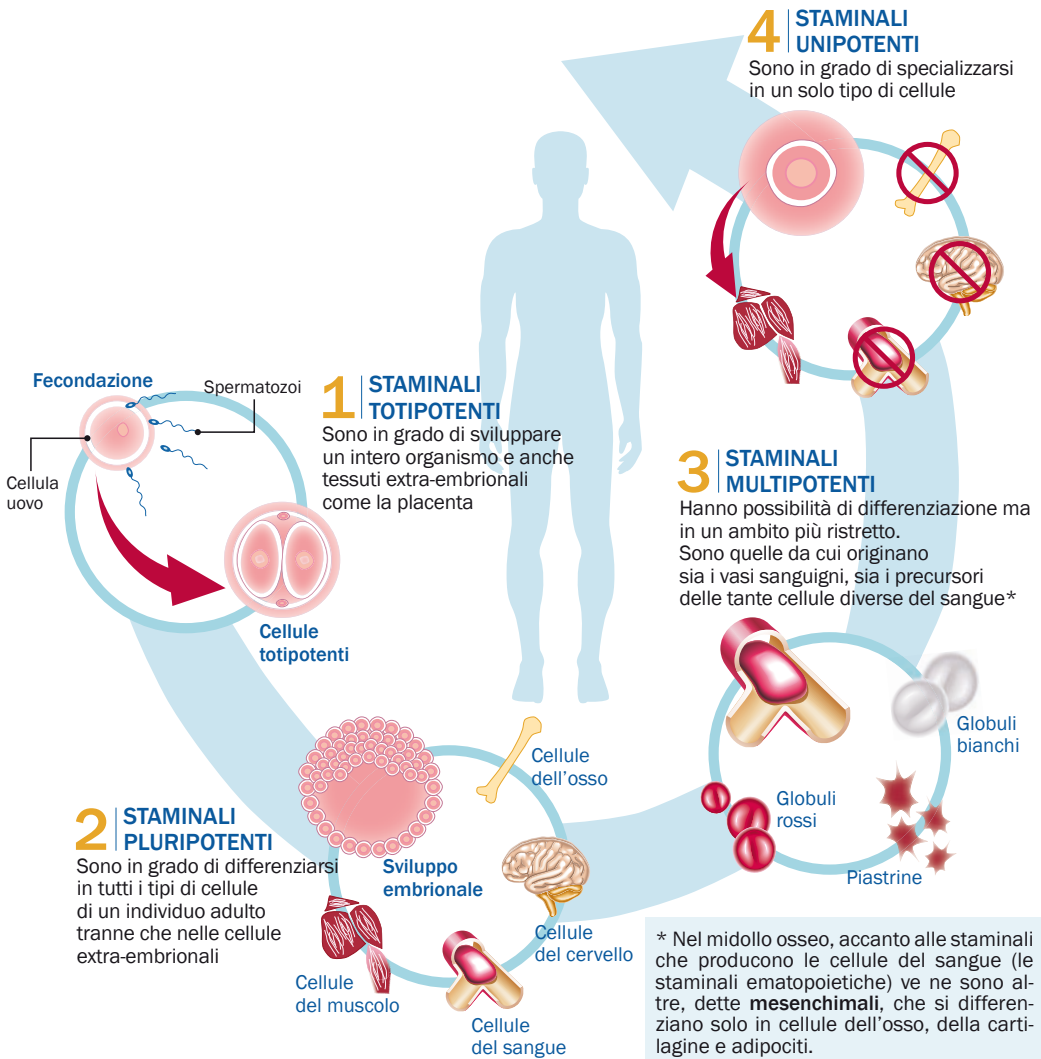 4 STAMINALI
UNIPOTENTI
Sono in grado di specializzarsi
in un solo tipo di cellule
Fecondazione
Spermatozoi
Cellula
uovo
Cellule
totipotenti
1 STAMINALI
TOTIPOTENTI
Sono in grado di sviluppare
un intero organismo e anche
tessuti extra-embrionali
come la placenta
3 STAMINALI
MULTIPOTENTI
Hanno possibilità di differenziazione ma
in un ambito più ristretto.
Sono quelle da cui originano
sia i vasi sanguigni, sia i precursori
delle tante cellule diverse del sangue*
Globuli
bianchi
Globuli
rossi
Piastrine
2 STAMINALI
PLURIPOTENTI
Sono in grado di differenziarsi
in tutti i tipi di cellule
di un individuo adulto
tranne che nelle cellule
extra-embrionali
Cellule
dell'osso
Sviluppo
embrionale
Cellule
del cervello
Cellule
del muscolo
Cellule
del sangue
* Nel midollo osseo, accanto alle staminali
che producono le cellule del sangue (le
staminali ematopoietiche) ve ne sono al-
tre, dette mesenchimali, che si differen-
ziano solo in cellule dell'osso, della carti-
lagine e adipociti.